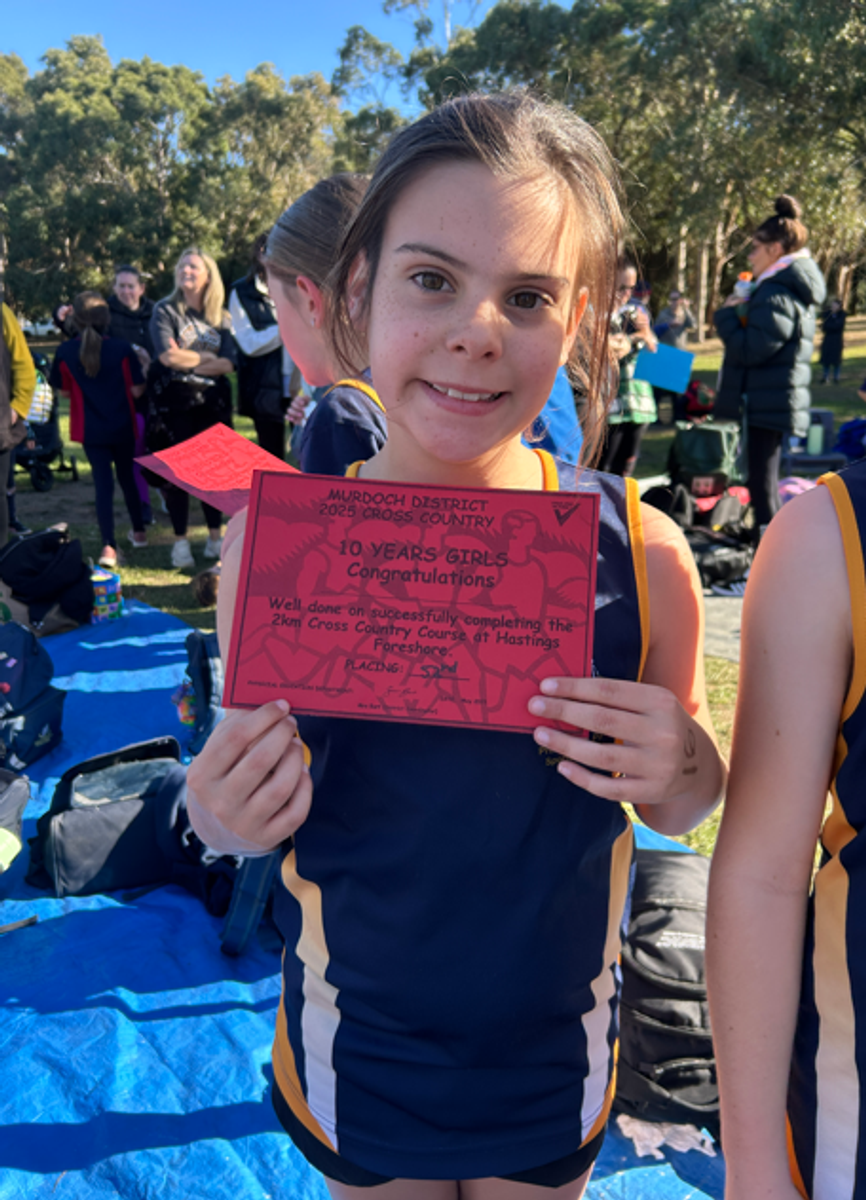 MURDOCH DISTRICT
2025 CROSS COUNTRY
10 YEARS GIRLS
Congratulations
Well done on successfully completing the
2km Cross Country Course at Hastings
Foreshore.
PLACING: 52nd